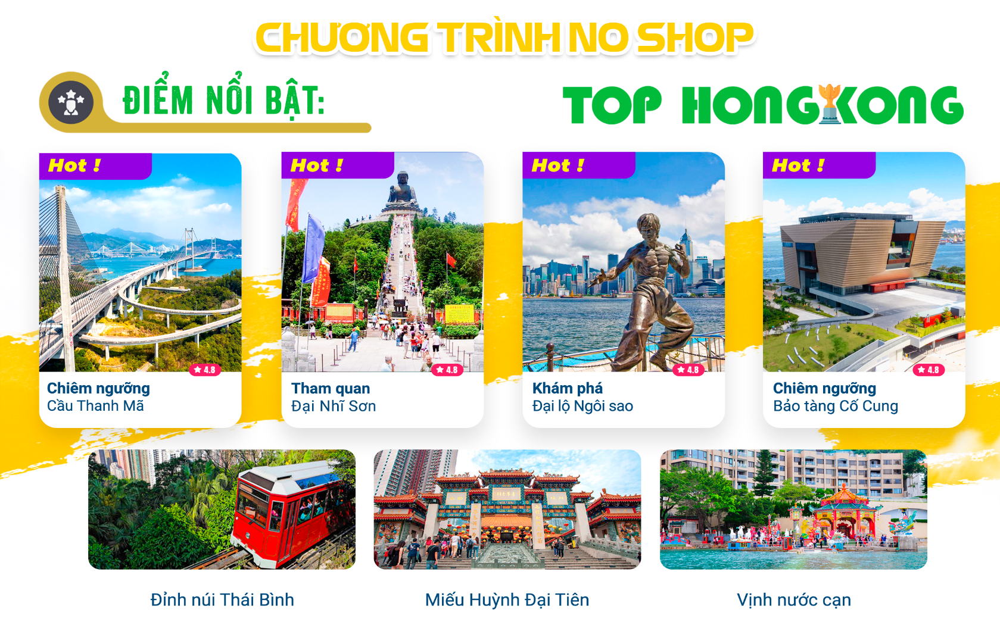 CHƯƠNG TRÌNH NO SHOP
ĐIỂM NỔI BẬT:
TOP HONGKONG
Hot !
Hot !
Hot !
Hot !
PHILIPS
4.8
4.8
4.8
4.8
Chiêm ngưỡng
Cầu Thanh Mã
Tham quan
Đại Nhĩ Sơn
Khám phá
Đại lộ Ngôi sao
Chiêm ngưỡng
Bảo tàng Cố Cung
Đỉnh núi Thái Bình
Miếu Huỳnh Đại Tiên
Vịnh nước cạn